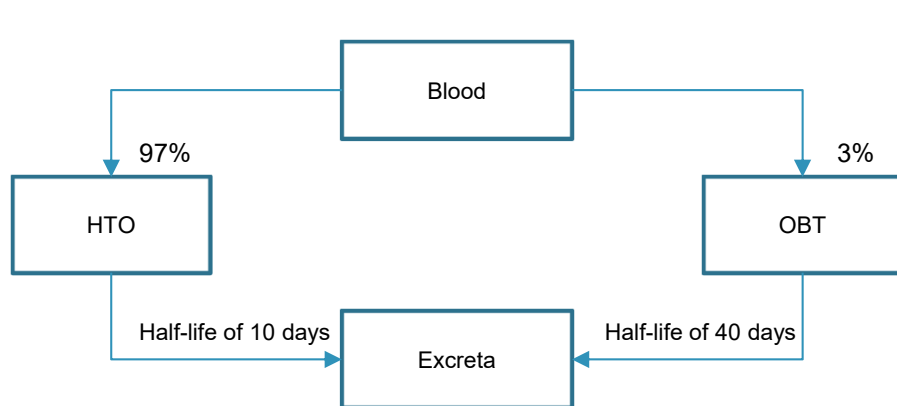 Blood
97%
3%
HTO
OBT
Half-life of 10 days
Half-life of 40 days
Excreta